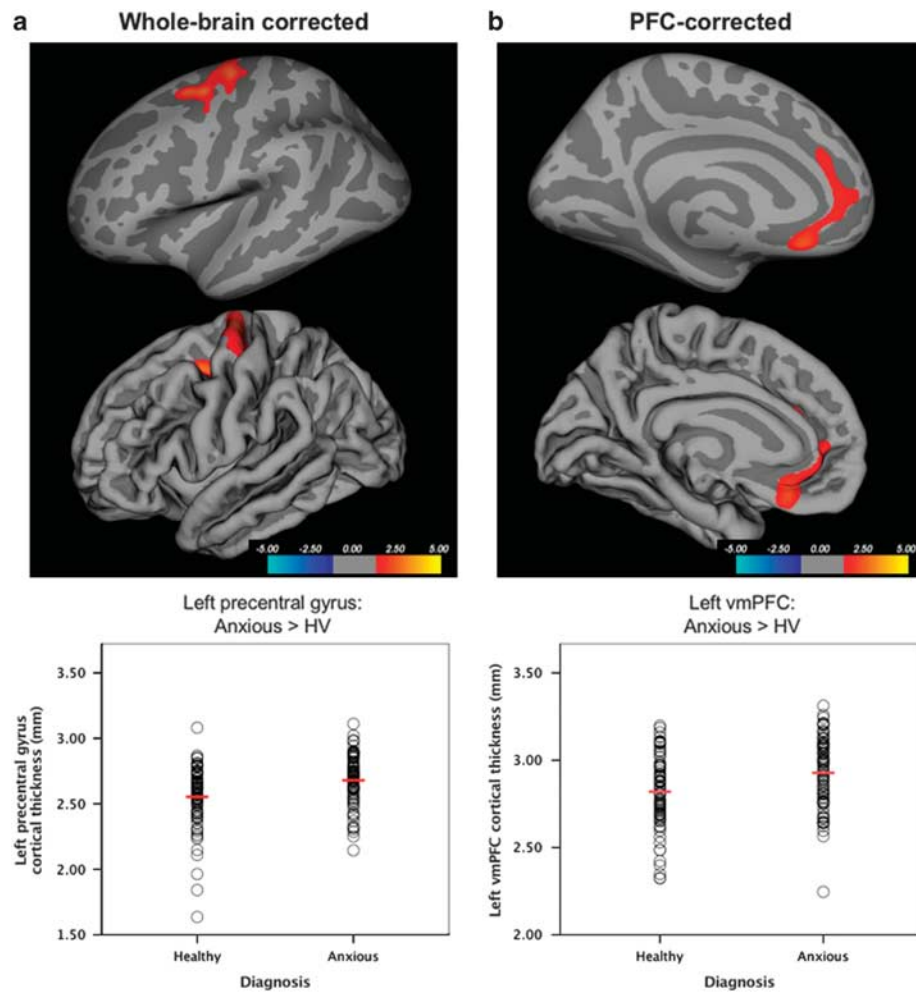 a Whole-brain corrected
b PFC-corrected
-5.00 -2.50 0.00 2.50 5.00
-5.00 -2.50 0.00 2.50 5.00
Left precentral gyrus:
Anxious > HV
3.50
3.00
2.50
2.00
1.50
Left precentral gyrus
cortical thickness (mm)
Healthy Anxious
Diagnosis
Left vmPFC:
Anxious > HV
3.50
3.00
2.50
2.00
Left vmPFC cortical thickness (mm)
Healthy Anxious
Diagnosis